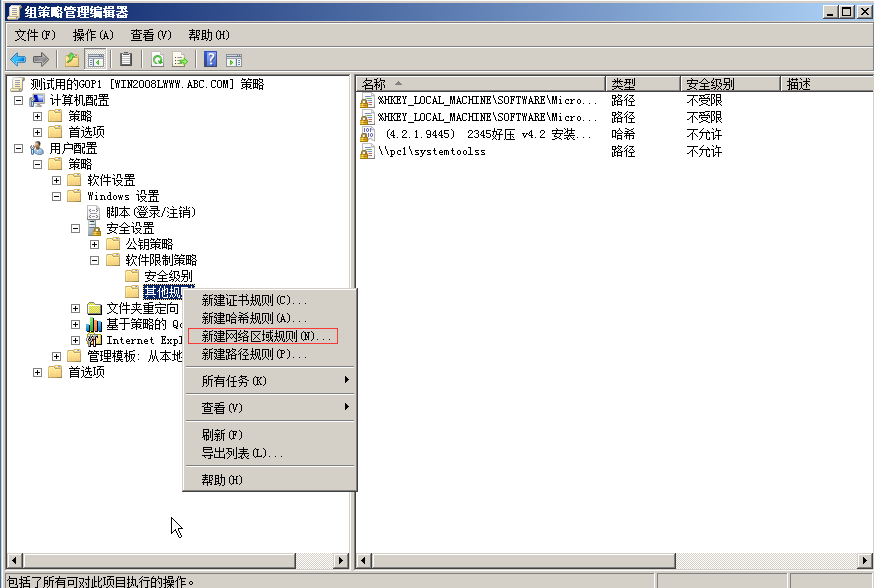 组策略管理编辑器
文件(F) 操作(A) 查看(V) 帮助(H)
测试用的GOP1 [WIN2008LWWW.ABC.COM] 策略
计算机配置
策略
首选项
用户配置
策略
软件设置
Windows 设置
脚本(登录/注销)
安全设置
公钥策略
软件限制策略
安全级别
其他规
文件夹重定向
基于策略的 Qo
Internet Expl
管理模板: 从本地
首选项
名称 类型 安全级别 描述
%HKEY_LOCAL_MACHINE\SOFTWARE\Micro... 路径 不受限
%HKEY_LOCAL_MACHINE\SOFTWARE\Micro... 路径 不受限
(4.2.1.9445) 2345好压 v4.2 安装... 哈希 不允许
\\pc1\systemtoolss 路径 不允许
新建证书规则(C)...
新建哈希规则(A)...
新建网络区域规则(N)...
新建路径规则(P)...
所有任务(K)
查看(V)
刷新(F)
导出列表(L)...
帮助(H)
包括了所有可对此项目执行的操作。